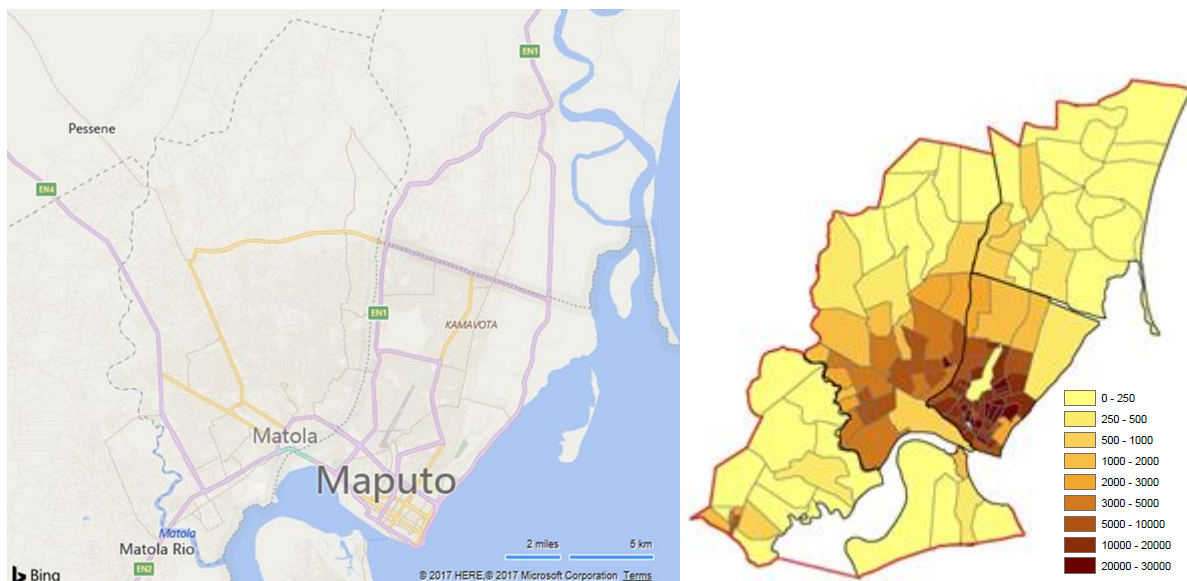 EN1
Pessene
EN4
EN1
KAMAVOTA
Matola
Maputo
Matola
Matola Rio
EN2
2 miles
5 km
Bing
© 2017 HERE,© 2017 Microsoft Corporation Terms
0 - 250
250 - 500
500 - 1000
1000 - 2000
2000 - 3000
3000 - 5000
5000 - 10000
10000 - 20000
20000 - 30000